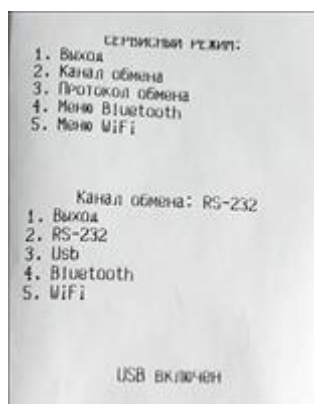 СЕРВИСНЫЙ РЕЖИМ:
1. Выход
2. Канал обмена
3. Протокол обмена
4. Меню Bluetooth
5. Меню WiFi
Канал обмена: RS-232
1. Выход
2. RS-232
3. Usb
4. Bluetooth
5. WiFi
USB включен